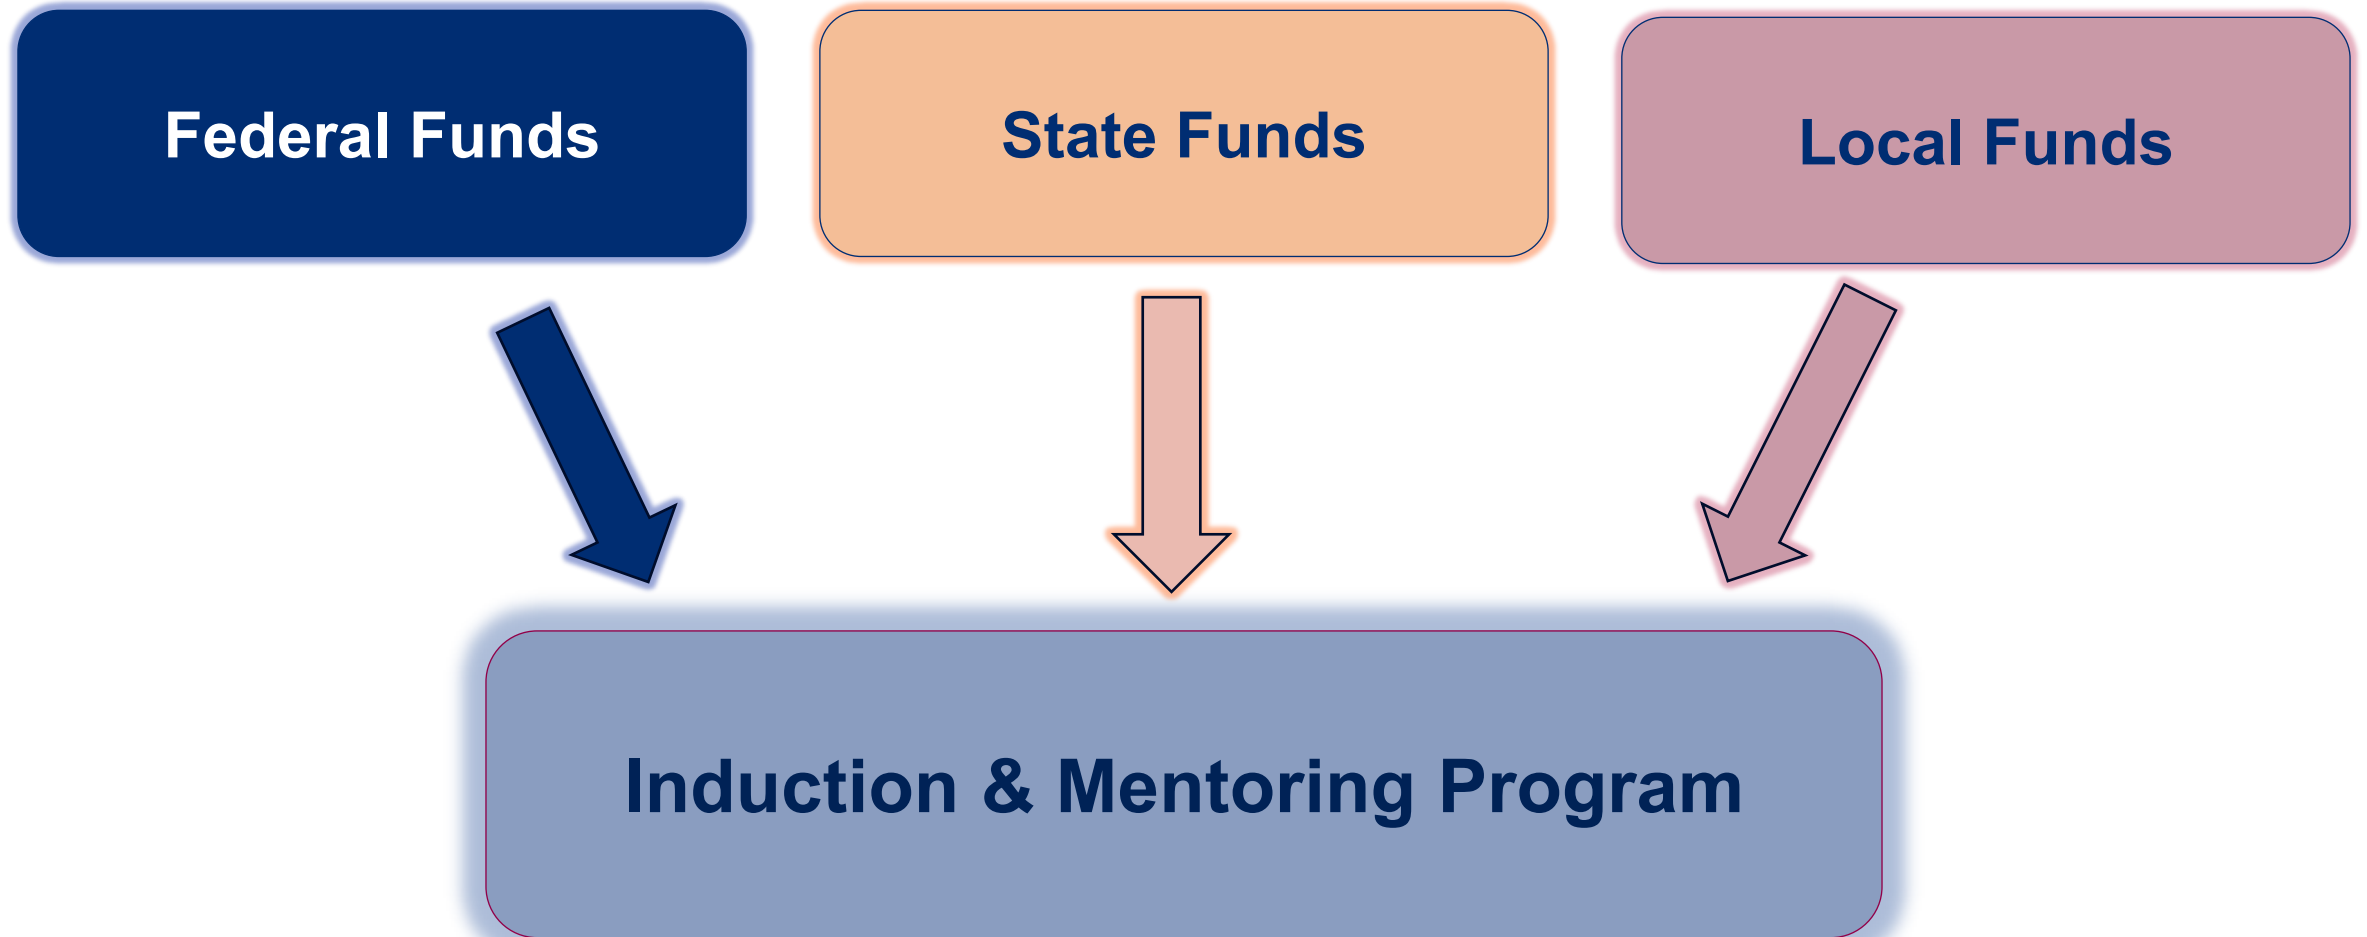 Federal Funds
State Funds
Local Funds
Induction & Mentoring Program